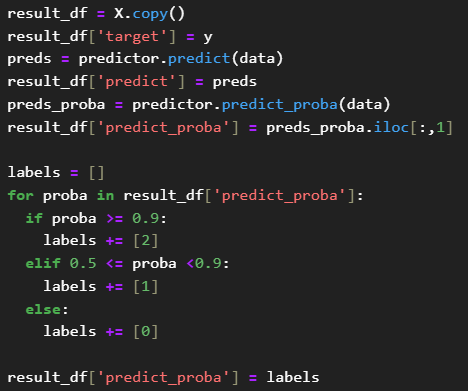 result_df = X.copy()
result_df['target'] = y
preds = predictor.predict(data)
result_df['predict'] = preds
preds_proba = predictor.predict_proba(data)
result_df['predict_proba'] = preds_proba.iloc[:,1]

labels = []
for proba in result_df['predict_proba']:
  if proba >= 0.9:
    labels += [2]
  elif 0.5 <= proba <0.9:
    labels += [1]
  else:
    labels += [0]

result_df['predict_proba'] = labels